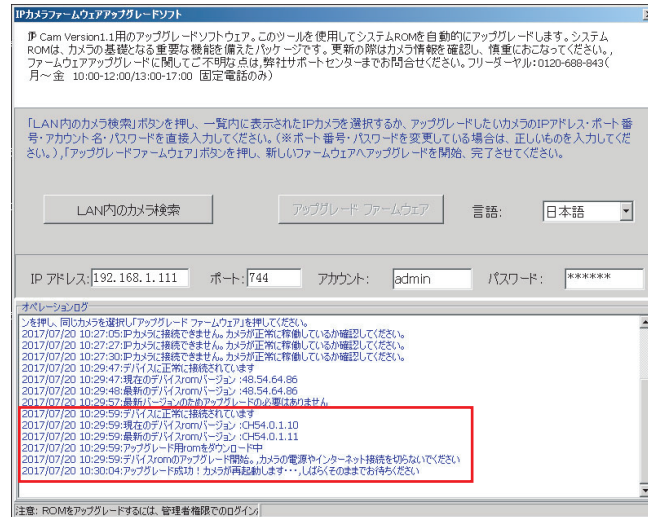 IPカメラファームウェアアップグレードソフト
IP Cam Version1.1用のアップグレードソフトウェア。このツールを使用してシステムROMを自動的にアップグレードします。システム
ROMは、カメラの基礎となる重要な機能を備えたパッケージです。更新の際はカメラ情報を確認し、慎重におこなってください。,
ファームウェアアップグレードに関してご不明な点は,弊社サポートセンターまでお問合せください。フリーダーヤル:0120-688-843(
月～金 10:00-12:00/13:00-17:00 固定電話のみ)
「LAN内のカメラ検索」ボタンを押し、一覧内に表示されたIPカメラを選択するか、アップグレードしたいカメラのIPアドレス・ポート番
号・アカウント名・パスワードを直接入力してください。(※ポート番号・パスワードを変更している場合は、正しいものを入力してくだ
さい。),「アップグレードファームウェア」ボタンを押し、新しいファームウェアへアップグレードを開始、完了させてください。
LAN内のカメラ検索 アップグレード ファームウェア 言語: 日本語
IP アドレス: 192.168.1.111 ポート: 744 アカウント: admin パスワード: ******
オペレーションログ
ンを押し、同じカメラを選択し「アップグレード ファームウェア」を押してください。
2017/07/20 10:27:05:IPカメラに接続できません。カメラが正常に稼働しているか確認してください。
2017/07/20 10:27:27:IPカメラに接続できません。カメラが正常に稼働しているか確認してください。
2017/07/20 10:27:30:IPカメラに接続できません。カメラが正常に稼働しているか確認してください。
2017/07/20 10:29:47:デバイスに正常に接続されています
2017/07/20 10:29:47:現在のデバイスromバージョン :48.54.64.86
2017/07/20 10:29:48:最新のデバイスromバージョン :48.54.64.86
2017/07/20 10:29:57:最新バージョンのためアップグレードの必要はありません
2017/07/20 10:29:59:デバイスに正常に接続されています
2017/07/20 10:29:59:現在のデバイスromバージョン :CH54.0.1.10
2017/07/20 10:29:59:最新のデバイスromバージョン :CH54.0.1.11
2017/07/20 10:29:59:アップグレード用romをダウンロード中
2017/07/20 10:29:59:デバイスromのアップグレード開始。,カメラの電源やインターネット接続を切らないでください
2017/07/20 10:30:04:アップグレード成功！カメラが再起動します・・・,しばらくそのままでお待ちください
注意: ROMをアップグレードするには、管理者権限でのログイン